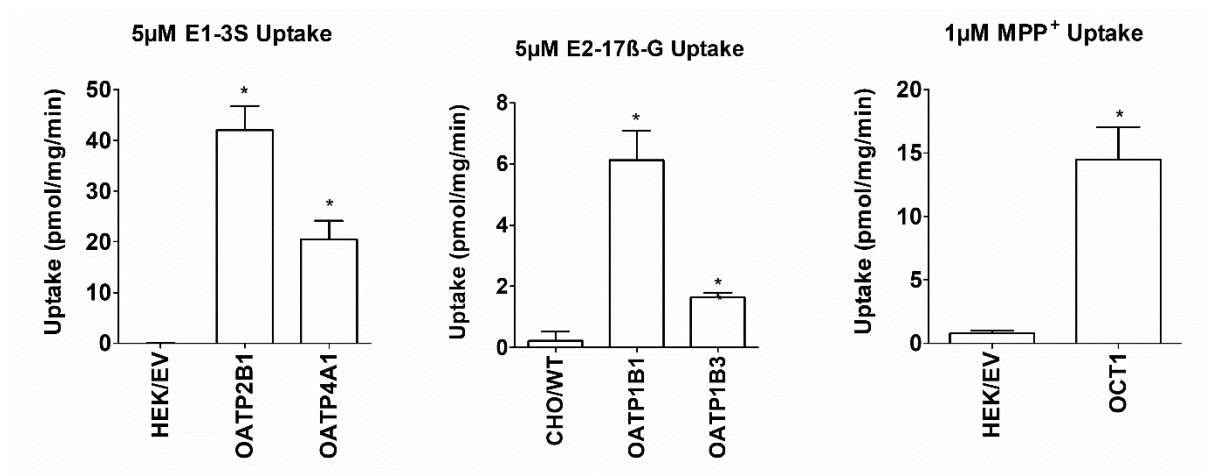 5µM E1-3S Uptake
Uptake (pmol/mg/min)
50
40
30
20
10
0
*
*
HEK/EV
OATP2B1
OATP4A1
5µM E2-17ß-G Uptake
Uptake (pmol/mg/min)
8
6
4
2
0
*
*
CHO/WT
OATP1B1
OATP1B3
1µM MPP⁺ Uptake
Uptake (pmol/mg/min)
20
15
10
5
0
*
HEK/EV
OCT1